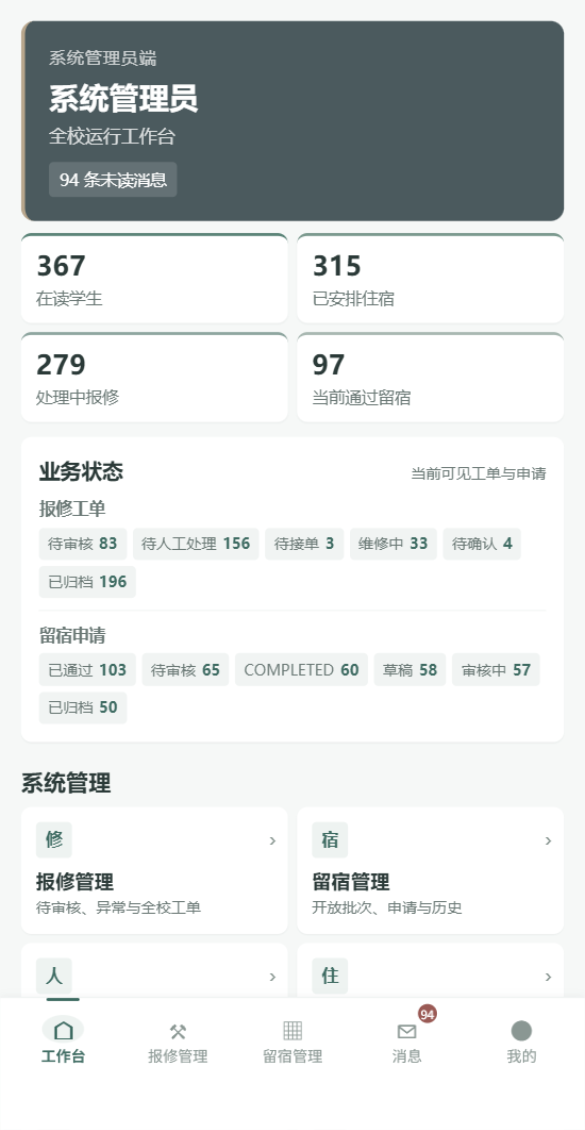 系统管理员端
系统管理员
全校运行工作台
94 条未读消息
367
在读学生
315
已安排住宿
279
处理中报修
97
当前通过留宿
业务状态
当前可见工单与申请
报修工单
待审核 83 待人工处理 156 待接单 3 维修中 33 待确认 4
已归档 196
留宿申请
已通过 103 待审核 65 COMPLETED 60 草稿 58 审核中 57
已归档 50
系统管理
修 ›
报修管理
待审核、异常与全校工单
宿 ›
留宿管理
开放批次、申请与历史
人 ›
住 ›
工作台
报修管理
留宿管理
94
消息
我的